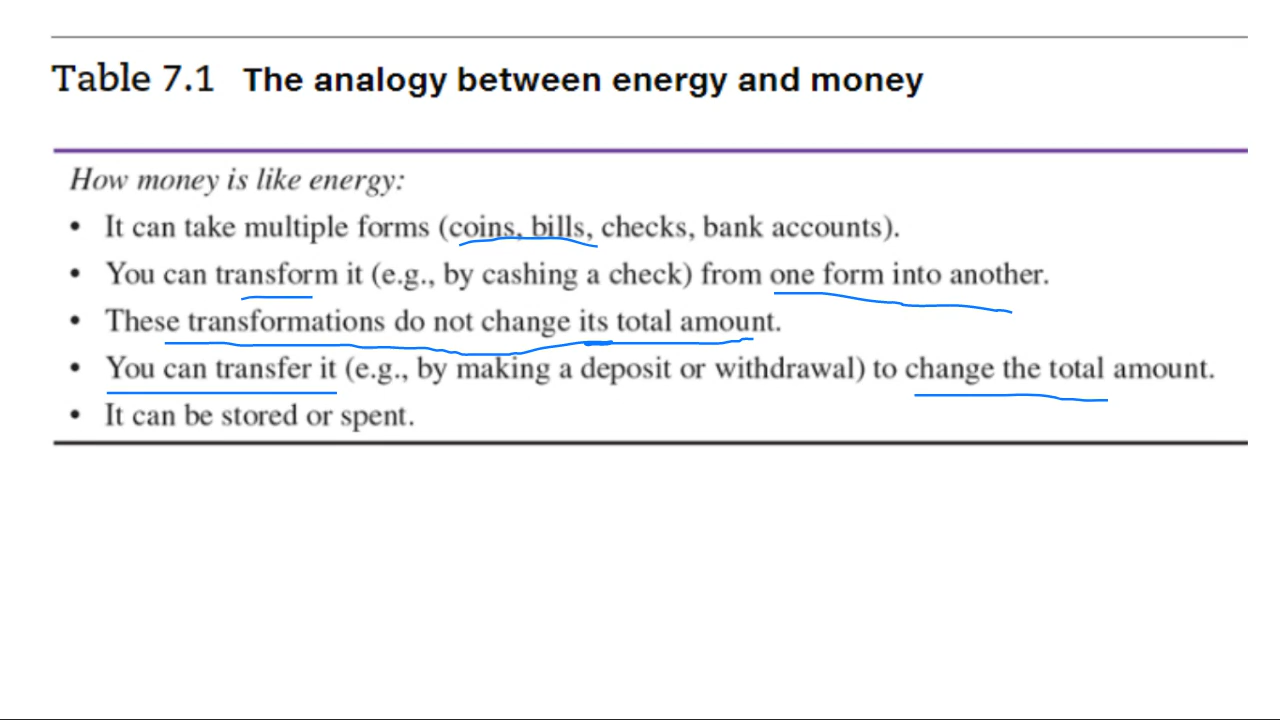 Table 7.1 The analogy between energy and money
How money is like energy:
• It can take multiple forms (coins, bills, checks, bank accounts).
• You can transform it (e.g., by cashing a check) from one form into another.
• These transformations do not change its total amount.
• You can transfer it (e.g., by making a deposit or withdrawal) to change the total amount.
• It can be stored or spent.